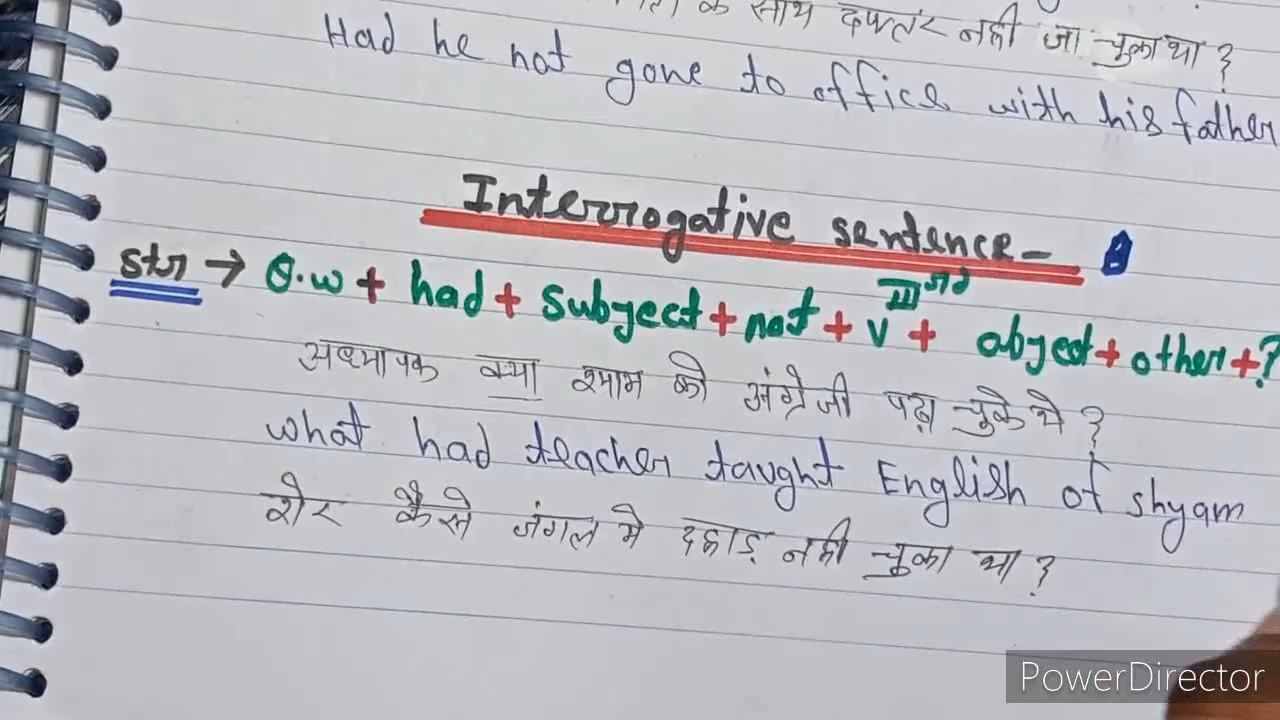 के साथ दफ्तर नही जा चुका था ?
Had he not gone to office with his father
Interrogative sentence-
str → Q.w + had + subject + not + V III ord + object + other + ?
अध्यापक क्या श्याम को अंग्रेजी पढ़ा चुके थे ?
what had teacher taught English of shyam
शेर कैसे जंगल मे दहाड़ नही चुका था ?
PowerDirector